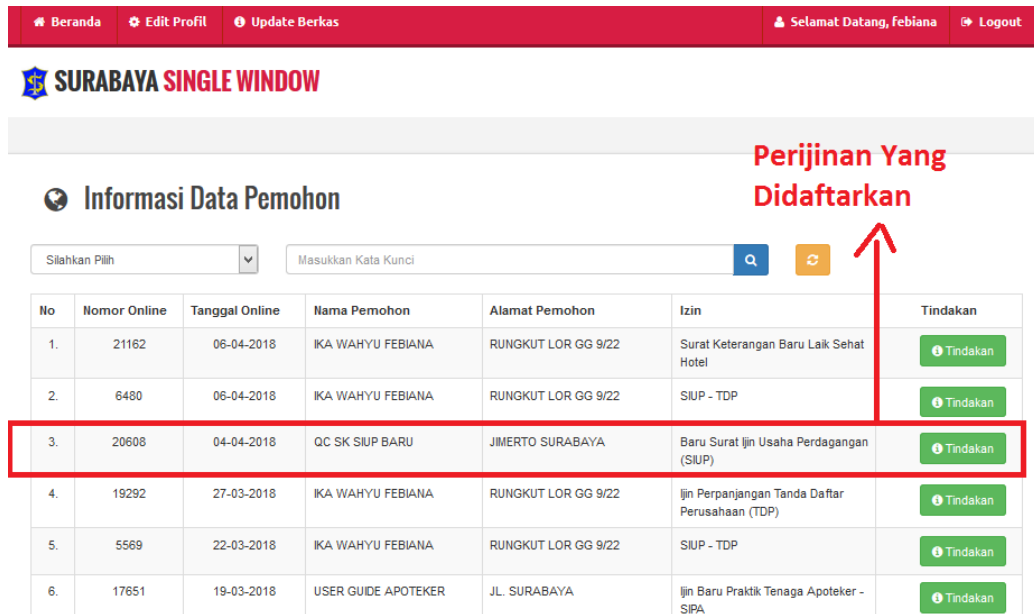 Beranda Edit Profil Update Berkas Selamat Datang, febiana Logout
SURABAYA SINGLE WINDOW
Perijinan Yang
Didaftarkan
Informasi Data Pemohon
Silahkan Pilih Masukkan Kata Kunci
No Nomor Online Tanggal Online Nama Pemohon Alamat Pemohon Izin Tindakan
1. 21162 06-04-2018 IKA WAHYU FEBIANA RUNGKUT LOR GG 9/22 Surat Keterangan Baru Laik Sehat Tindakan
Hotel
2. 6480 06-04-2018 IKA WAHYU FEBIANA RUNGKUT LOR GG 9/22 SIUP - TDP Tindakan
3. 20608 04-04-2018 QC SK SIUP BARU JIMERTO SURABAYA Baru Surat Ijin Usaha Perdagangan Tindakan
(SIUP)
4. 19292 27-03-2018 IKA WAHYU FEBIANA RUNGKUT LOR GG 9/22 Ijin Perpanjangan Tanda Daftar Tindakan
Perusahaan (TDP)
5. 5569 22-03-2018 IKA WAHYU FEBIANA RUNGKUT LOR GG 9/22 SIUP - TDP Tindakan
6. 17651 19-03-2018 USER GUIDE APOTEKER JL. SURABAYA Ijin Baru Praktik Tenaga Apoteker - Tindakan
SIPA